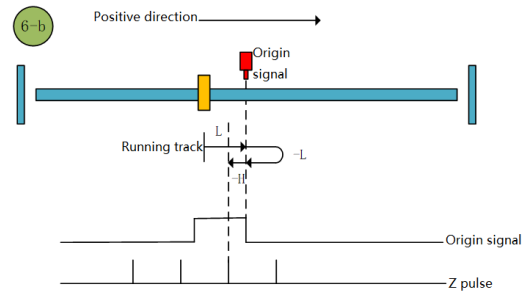 6-b
Positive direction
Origin
signal
L
Running track
-L
-H
Origin signal
Z pulse